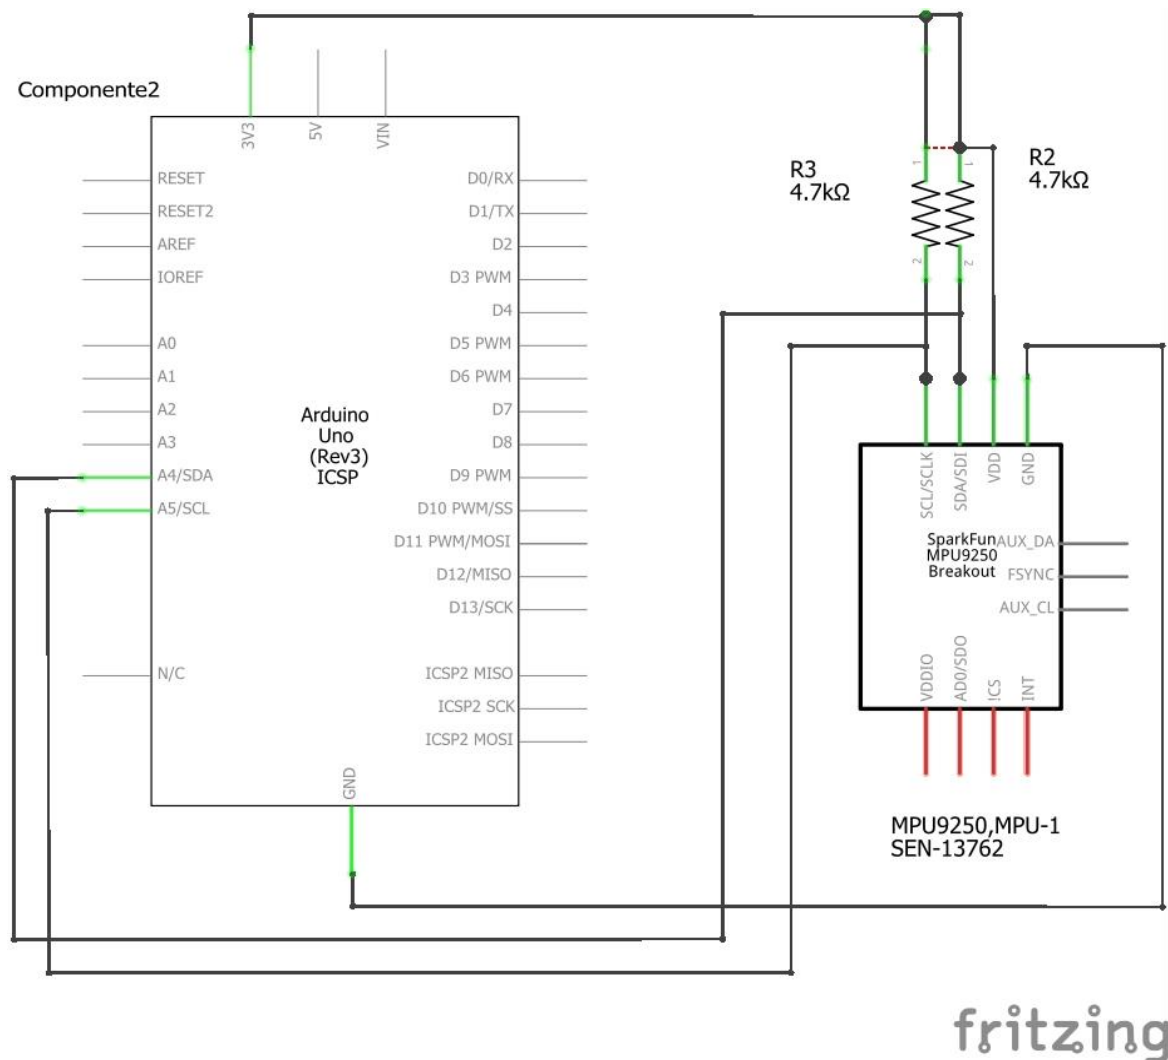 Componente2
3V3
5V
VIN
RESET
RESET2
AREF
IOREF
A0
A1
A2
A3
A4/SDA
A5/SCL
N/C
D0/RX
D1/TX
D2
D3 PWM
D4
D5 PWM
D6 PWM
D7
D8
D9 PWM
D10 PWM/SS
D11 PWM/MOSI
D12/MISO
D13/SCK
ICSP2 MISO
ICSP2 SCK
ICSP2 MOSI
Arduino
Uno
(Rev3)
ICSP
GND
R3
4.7kΩ
R2
4.7kΩ
1
1
2
2
SCL/SCLK
SDA/SDI
VDD
GND
SparkFun
MPU9250
Breakout
AUX_DA
FSYNC
AUX_CL
VDDIO
AD0/SDO
!CS
INT
MPU9250,MPU-1
SEN-13762
fritzing